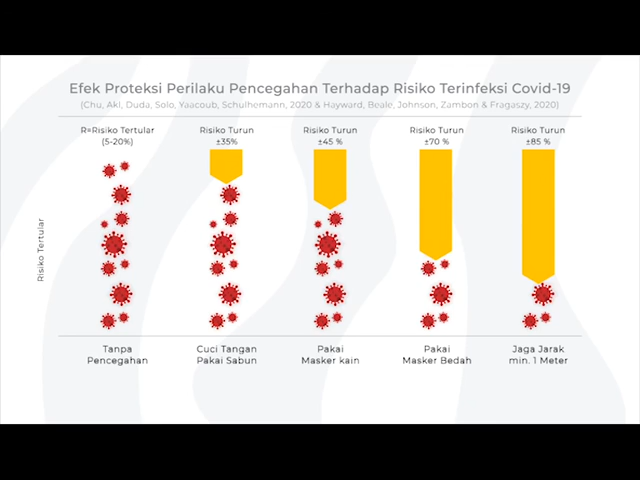 Efek Proteksi Perilaku Pencegahan Terhadap Risiko Terinfeksi Covid-19
(Chu, Akl, Duda, Solo, Yaacoub, Schulhemann, 2020 & Hayward, Beale, Johnson, Zambon & Fragaszy, 2020)
R=Risiko Tertular
(5-20%)
Risiko Turun
±35%
Risiko Turun
±45 %
Risiko Turun
±70 %
Risiko Turun
±85 %
Risiko Tertular
Tanpa
Pencegahan
Cuci Tangan
Pakai Sabun
Pakai
Masker kain
Pakai
Masker Bedah
Jaga Jarak
min. 1 Meter